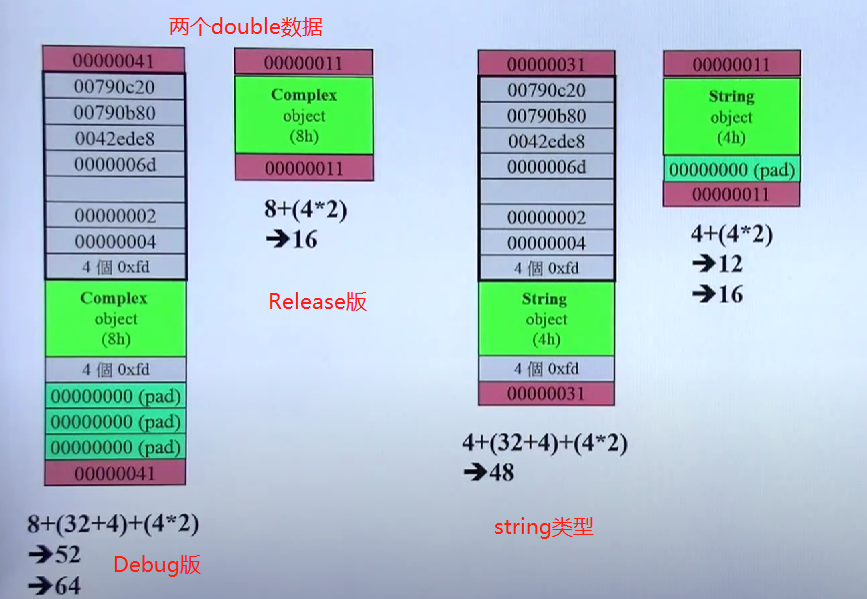 两个double数据
00000041
00790c20
00790b80
0042ede8
0000006d
00000002
00000004
4 個 0xfd
Complex
object
(8h)
4 個 0xfd
00000000 (pad)
00000000 (pad)
00000000 (pad)
00000041
8+(32+4)+(4*2)
➔52
➔64
Debug版
00000011
Complex
object
(8h)
00000011
8+(4*2)
➔16
Release版
00000031
00790c20
00790b80
0042ede8
0000006d
00000002
00000004
4 個 0xfd
String
object
(4h)
4 個 0xfd
00000031
4+(32+4)+(4*2)
➔48
string类型
00000011
String
object
(4h)
00000000 (pad)
00000011
4+(4*2)
➔12
➔16